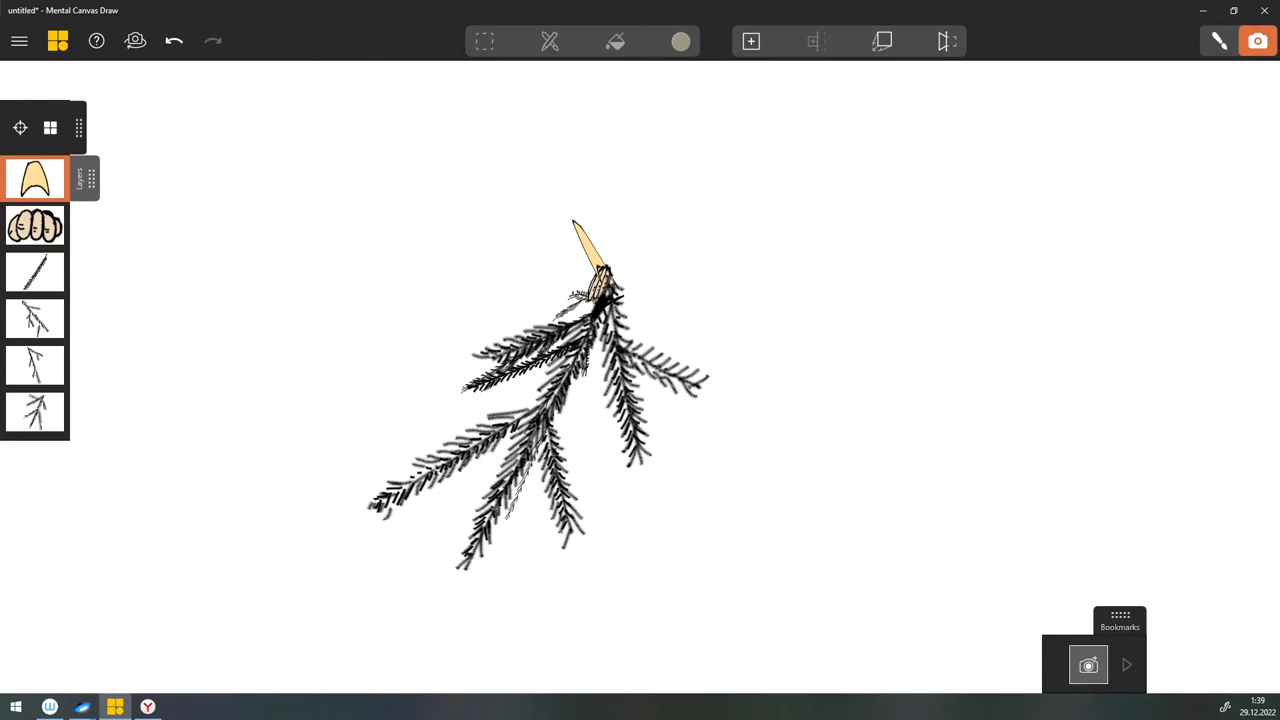 untitled* - Mental Canvas Draw
Layers
Bookmarks
1:39
29.12.2022